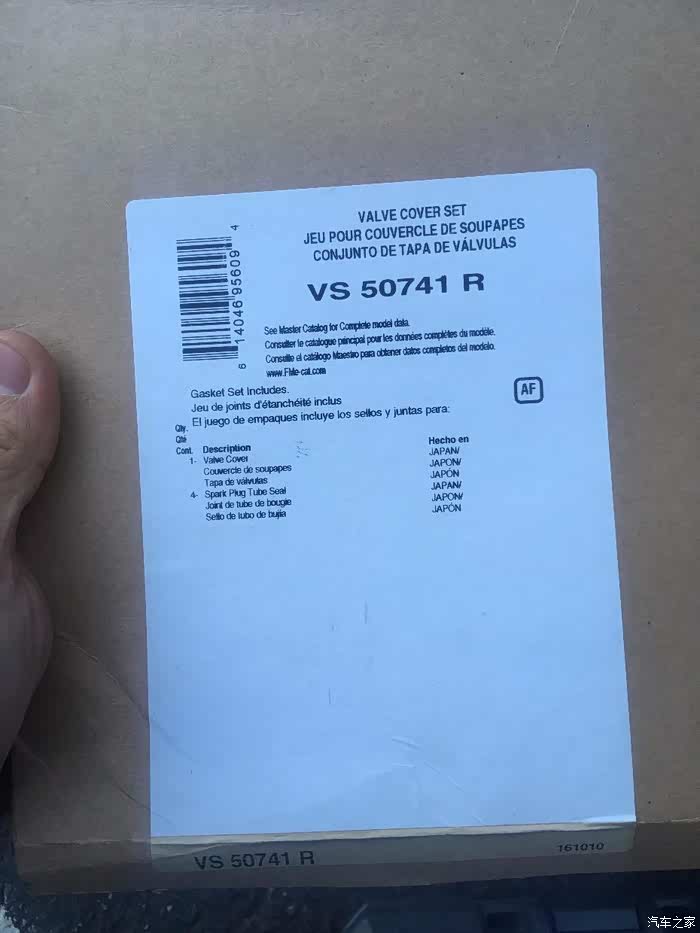 VALVE COVER SET
JEU POUR COUVERCLE DE SOUPAPES
CONJUNTO DE TAPA DE VÁLVULAS
6 14046 95609 4
VS 50741 R
See Master Catalog for Complete model data.
Consulter le catalogue principal pour les données complètes du modèle.
Consulte el catálogo Maestro para obtener datos completos del modelo.
www.FMe-cat.com
AF
Gasket Set Includes.
Jeu de joints d'étanchéité inclus
El juego de empaques incluye los sellos y juntas para:
Qty.
Qté
Cont. Description Hecho en
1- Valve Cover JAPAN/
Couvercle de soupapes JAPON/
Tapa de válvulas JAPÓN
4- Spark Plug Tube Seal JAPAN/
Joint de tube de bougie JAPON/
Sello de tubo de bujía JAPÓN
VS 50741 R 161010
汽车之家